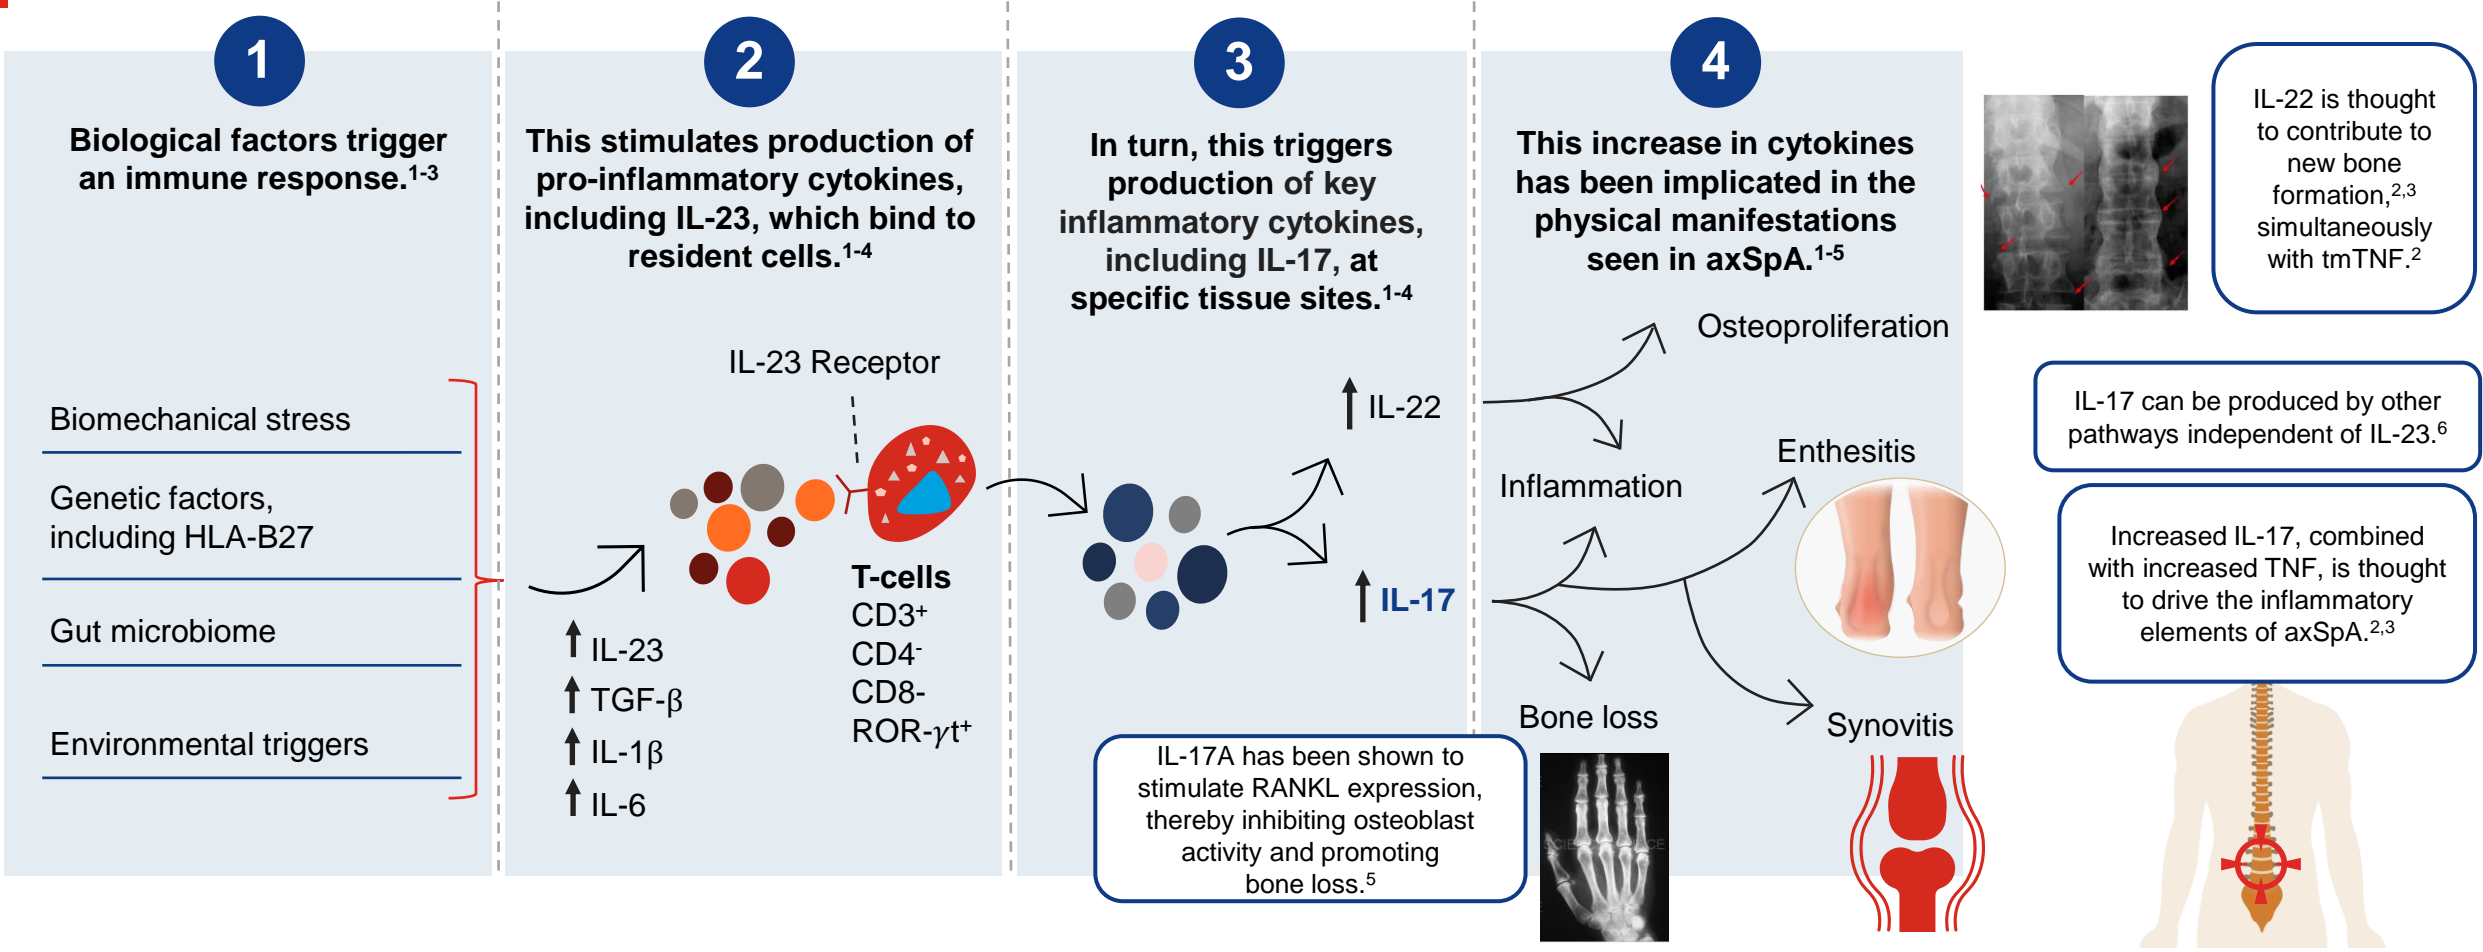 1
Biological factors trigger
an immune response.1-3
Biomechanical stress
Genetic factors,
including HLA-B27
Gut microbiome
Environmental triggers
2
This stimulates production of
pro-inflammatory cytokines,
including IL-23, which bind to
resident cells.1-4
IL-23 Receptor
IL-23
TGF-β
IL-1β
IL-6
T-cells
CD3+
CD4-
CD8-
ROR-γt+
3
In turn, this triggers
production of key
inflammatory cytokines,
including IL-17, at
specific tissue sites.1-4
IL-22
IL-17
IL-17A has been shown to
stimulate RANKL expression,
thereby inhibiting osteoblast
activity and promoting
bone loss.5
4
This increase in cytokines
has been implicated in the
physical manifestations
seen in axSpA.1-5
Osteoproliferation
Inflammation
Enthesitis
Bone loss
Synovitis
IL-22 is thought
to contribute to
new bone
formation,2,3
simultaneously
with tmTNF.2
IL-17 can be produced by other
pathways independent of IL-23.6
Increased IL-17, combined
with increased TNF, is thought
to drive the inflammatory
elements of axSpA.2,3